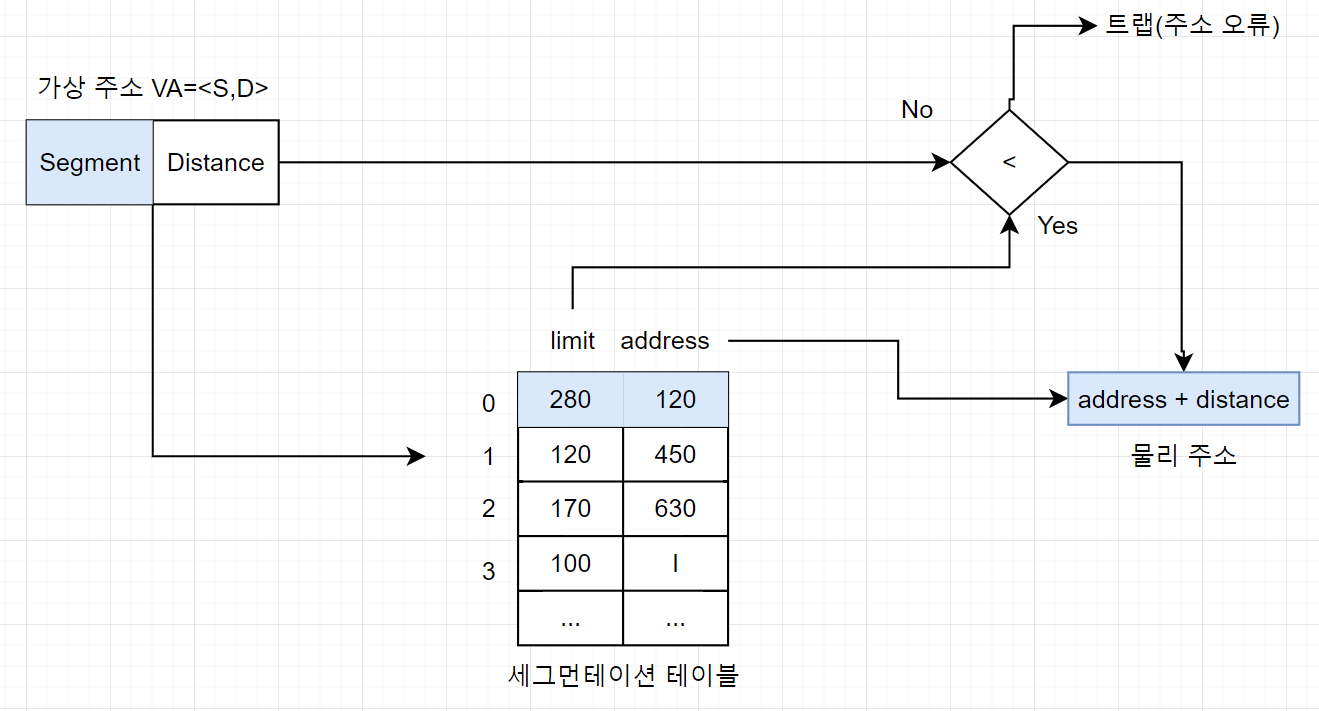 트랩(주소 오류)
가상 주소 VA=<S,D>
No
Segment Distance
<
Yes
limit address
0 280 120
address + distance
1 120 450
물리 주소
2 170 630
3 100 I
... ...
세그먼테이션 테이블